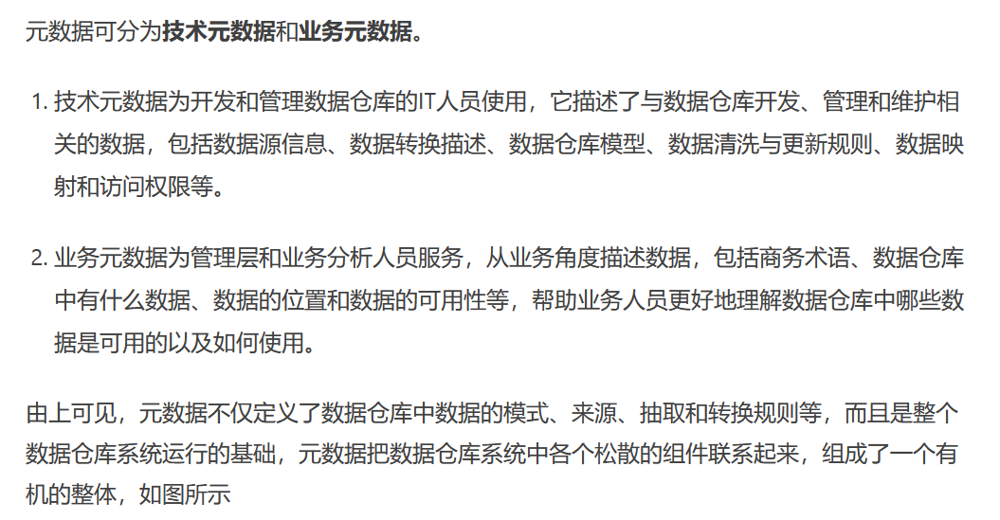 元数据可分为技术元数据和业务元数据。
1. 技术元数据为开发和管理数据仓库的IT人员使用，它描述了与数据仓库开发、管理和维护相
关的数据，包括数据源信息、数据转换描述、数据仓库模型、数据清洗与更新规则、数据映
射和访问权限等。
2. 业务元数据为管理层和业务分析人员服务，从业务角度描述数据，包括商务术语、数据仓库
中有什么数据、数据的位置和数据的可用性等，帮助业务人员更好地理解数据仓库中哪些数
据是可用的以及如何使用。
由上可见，元数据不仅定义了数据仓库中数据的模式、来源、抽取和转换规则等，而且是整个
数据仓库系统运行的基础，元数据把数据仓库系统中各个松散的组件联系起来，组成了一个有
机的整体，如图所示